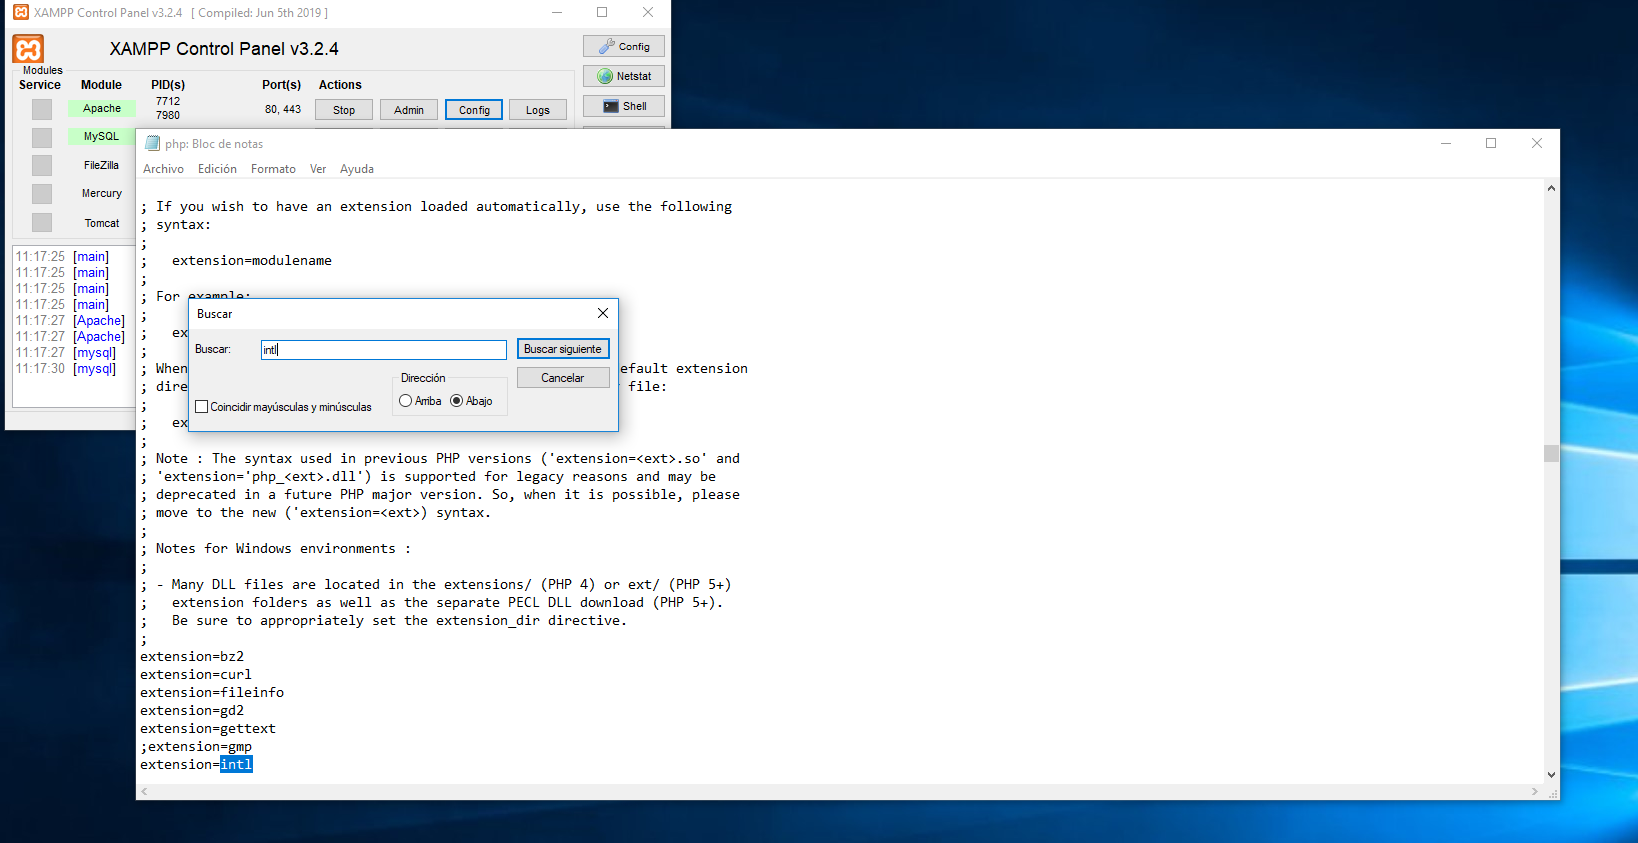 XAMPP Control Panel v3.2.4 [ Compiled: Jun 5th 2019 ]
XAMPP Control Panel v3.2.4
Config
Modules
Service Module PID(s) Port(s) Actions
Netstat
Apache 7712 7980 80, 443 Stop Admin Config Logs
Shell
MySQL
FileZilla
Mercury
Tomcat
11:17:25 [main]
11:17:25 [main]
11:17:25 [main]
11:17:25 [main]
11:17:27 [Apache]
11:17:27 [Apache]
11:17:27 [mysql]
11:17:30 [mysql]
php: Bloc de notas
Archivo Edición Formato Ver Ayuda
; If you wish to have an extension loaded automatically, use the following
; syntax:
;
;   extension=modulename
;
; For example:
;
;   ex
;
; When efault extension
; dire file:
;
;   ex
;
; Note : The syntax used in previous PHP versions ('extension=<ext>.so' and
; 'extension='php_<ext>.dll') is supported for legacy reasons and may be
; deprecated in a future PHP major version. So, when it is possible, please
; move to the new ('extension=<ext>) syntax.
;
; Notes for Windows environments :
;
; - Many DLL files are located in the extensions/ (PHP 4) or ext/ (PHP 5+)
;   extension folders as well as the separate PECL DLL download (PHP 5+).
;   Be sure to appropriately set the extension_dir directive.
;
extension=bz2
extension=curl
extension=fileinfo
extension=gd2
extension=gettext
;extension=gmp
extension=intl
Buscar
Buscar: intl Buscar siguiente
Cancelar
Dirección
Arriba Abajo
Coincidir mayúsculas y minúsculas